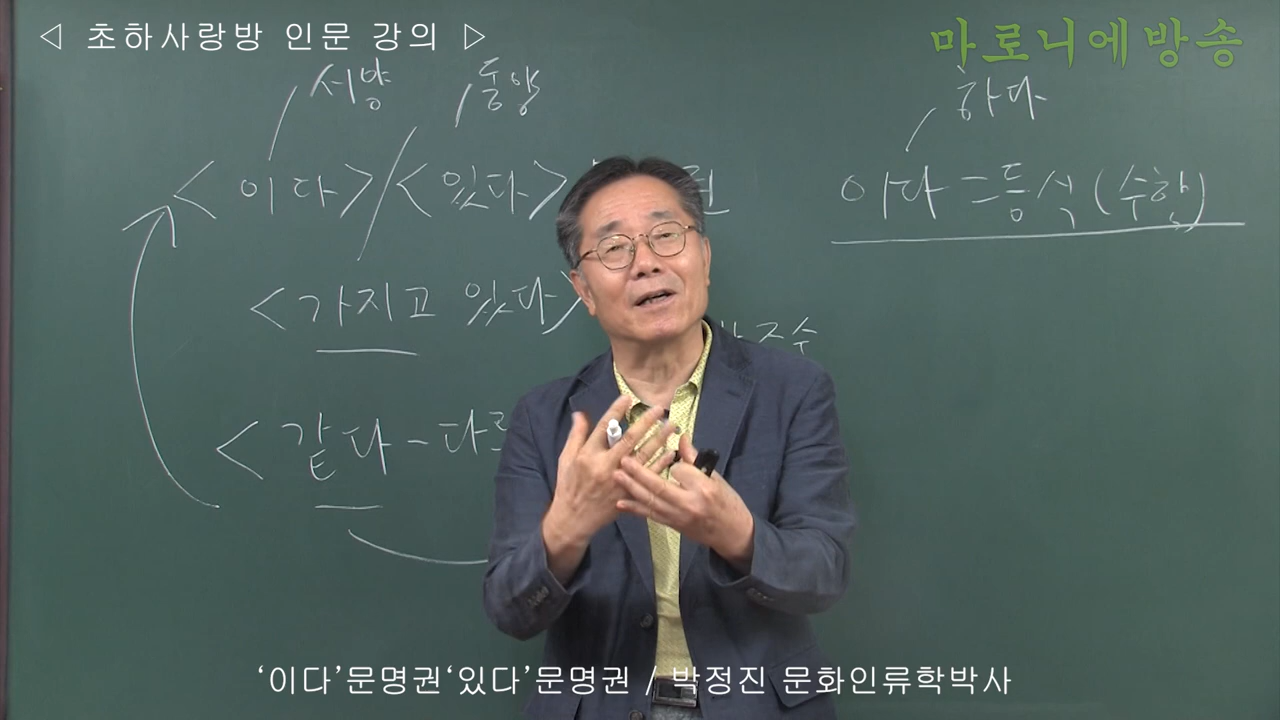 ◁ 초하사랑방 인문 강의 ▷
마로니에방송
서양 동양
하다
<이다>/<있다>
이다 =등식(수학)
<가지고 있다>
<같다-다르
'이다'문명권'있다'문명권 / 박정진 문화인류학박사